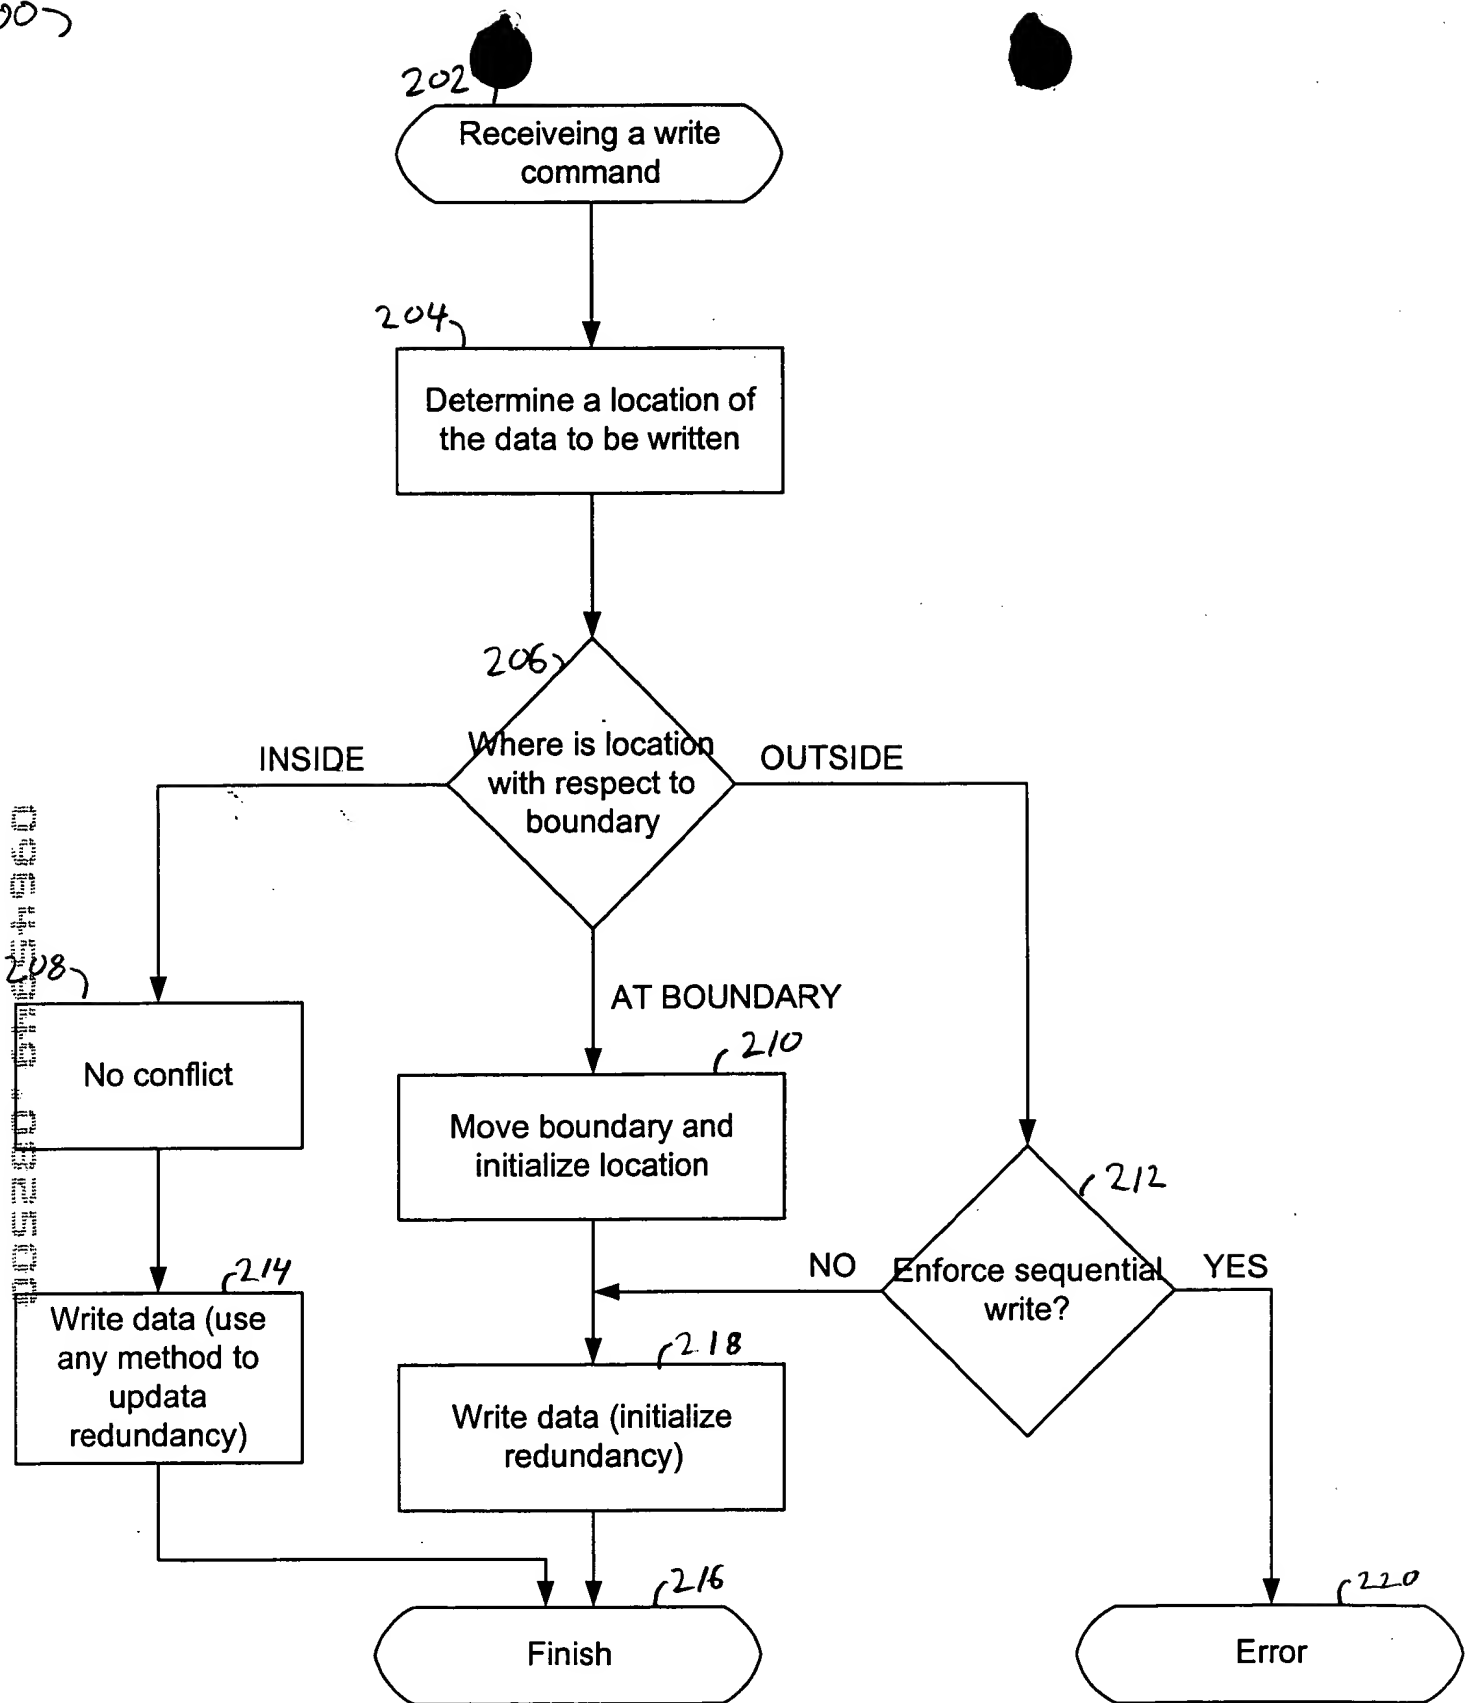 202
Receiveing a write
command
204
Determine a location of
the data to be written
206
Where is location
with respect to
boundary
INSIDE
OUTSIDE
AT BOUNDARY
208
No conflict
210
Move boundary and
initialize location
212
Enforce sequential
write?
NO
YES
214
Write data (use
any method to
updata
redundancy)
218
Write data (initialize
redundancy)
216
Finish
220
Error